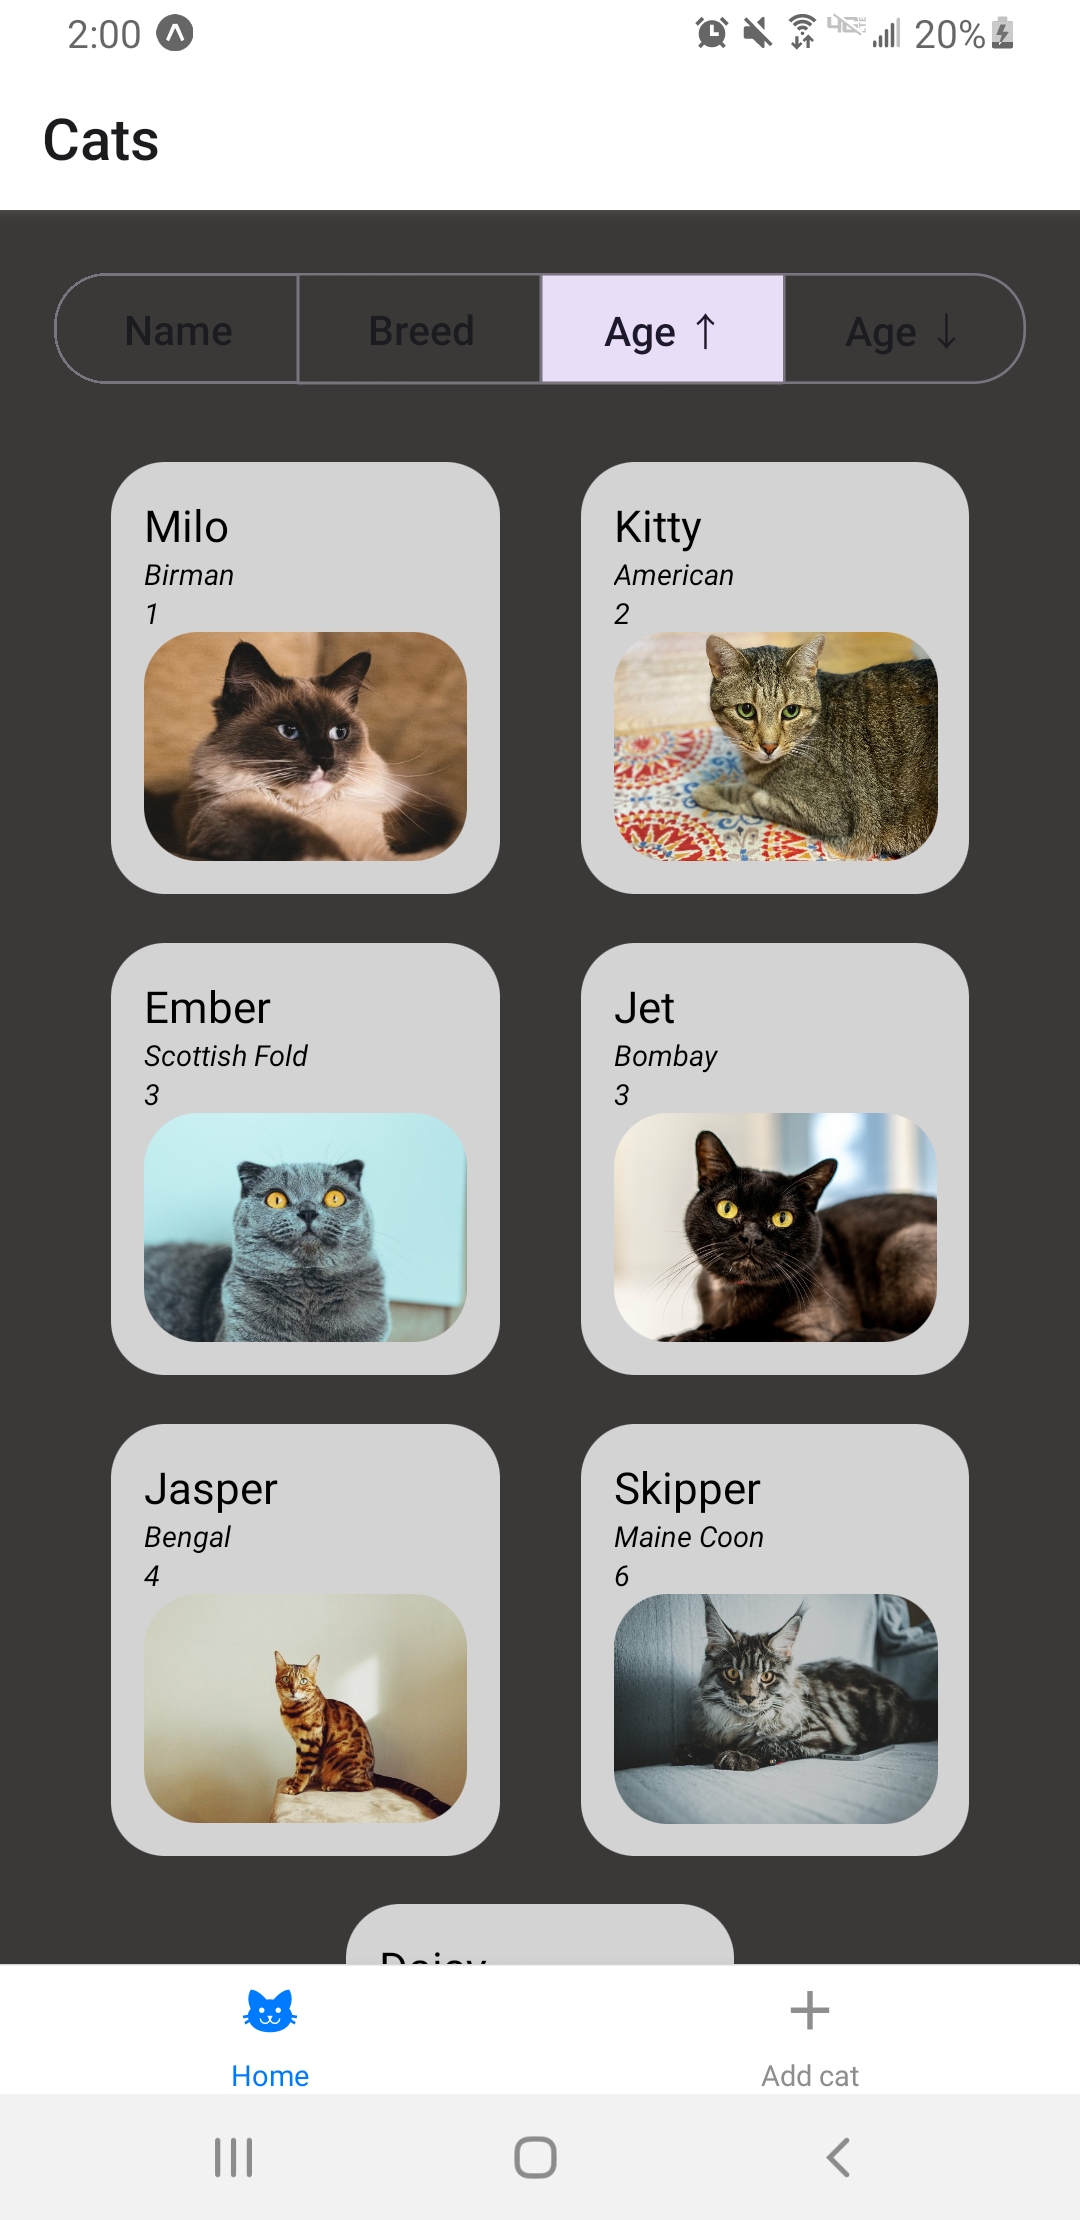 2:00 20%
Cats
Name Breed Age ↑ Age ↓
Milo
Birman
1
Kitty
American
2
Ember
Scottish Fold
3
Jet
Bombay
3
Jasper
Bengal
4
Skipper
Maine Coon
6
Daisy
Home
Add cat